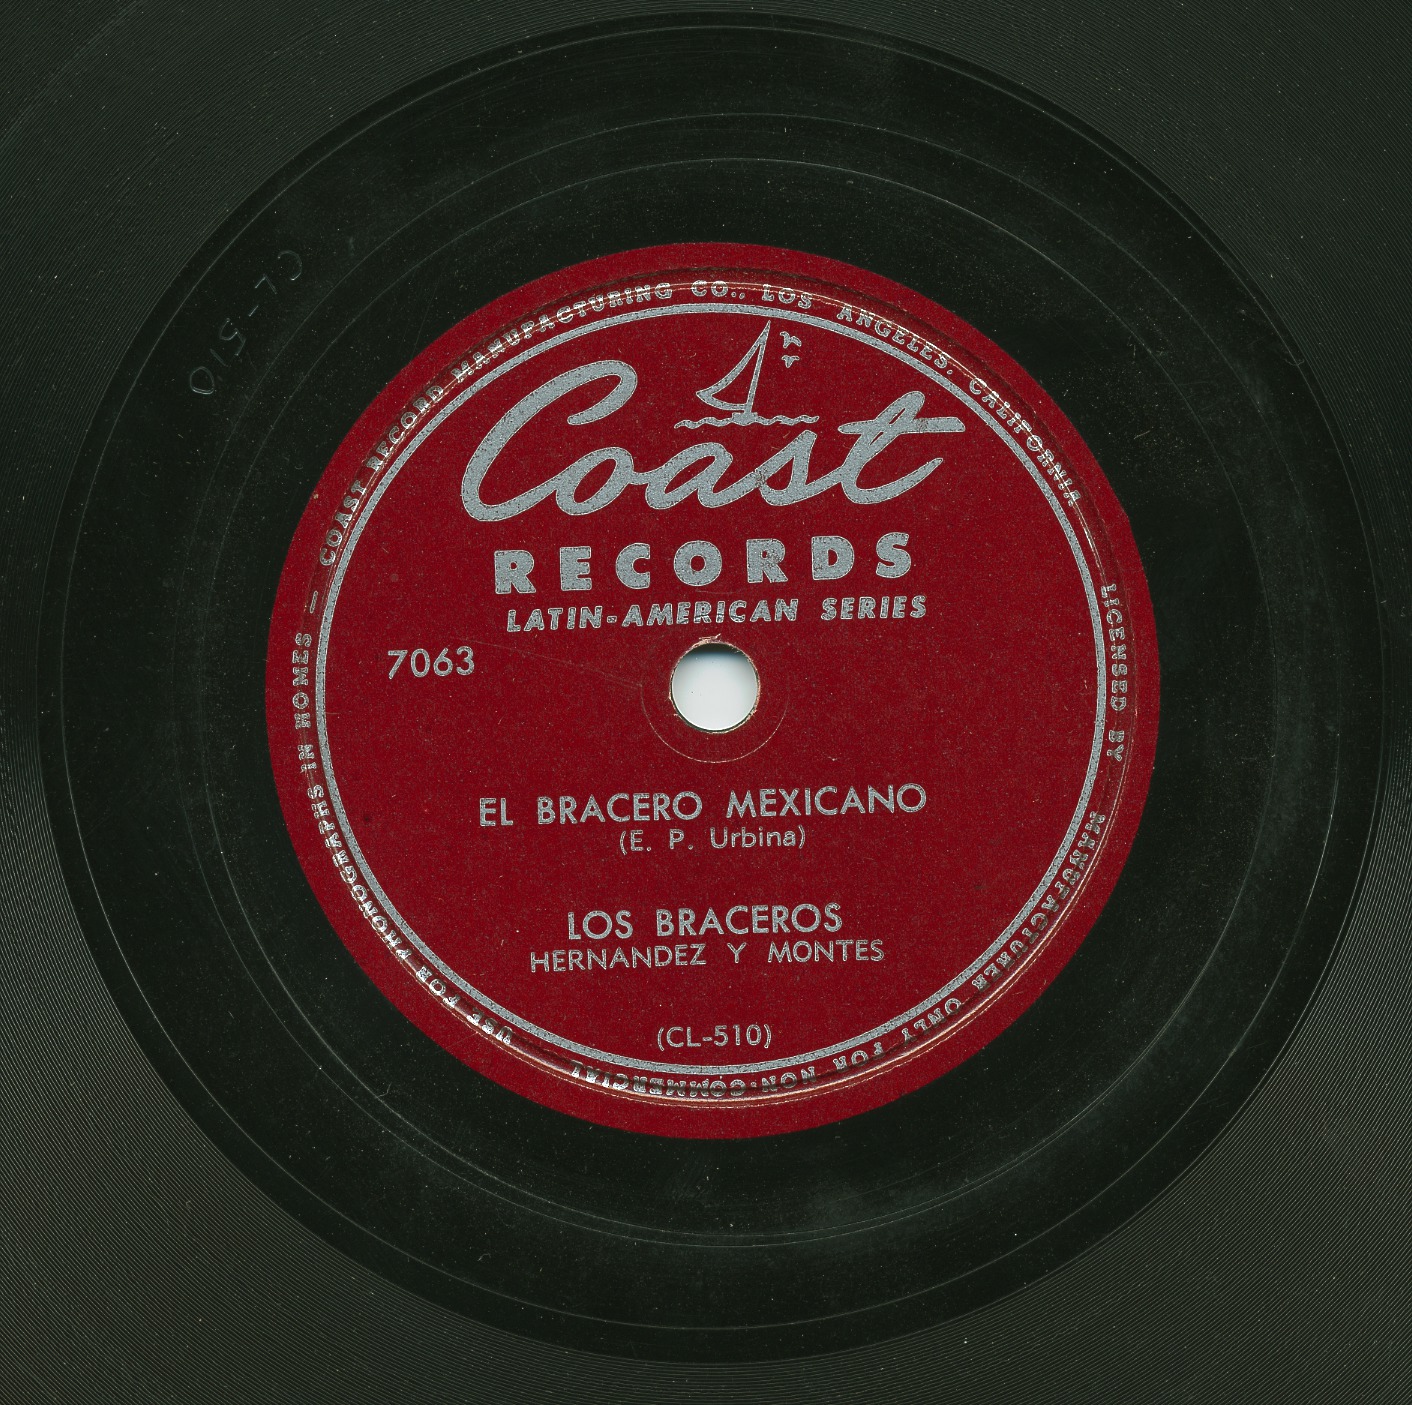 COAST RECORD MANUFACTURING CO., LOS ANGELES, CALIFORNIA
Coast
RECORDS
LATIN-AMERICAN SERIES
7063
EL BRACERO MEXICANO
(E. P. Urbina)
LOS BRACEROS
HERNANDEZ Y MONTES
(CL-510)
LICENSED BY MANUFACTURER ONLY FOR NON-COMMERCIAL USE FOR PHONOGRAPHS IN HOMES —
CL-510